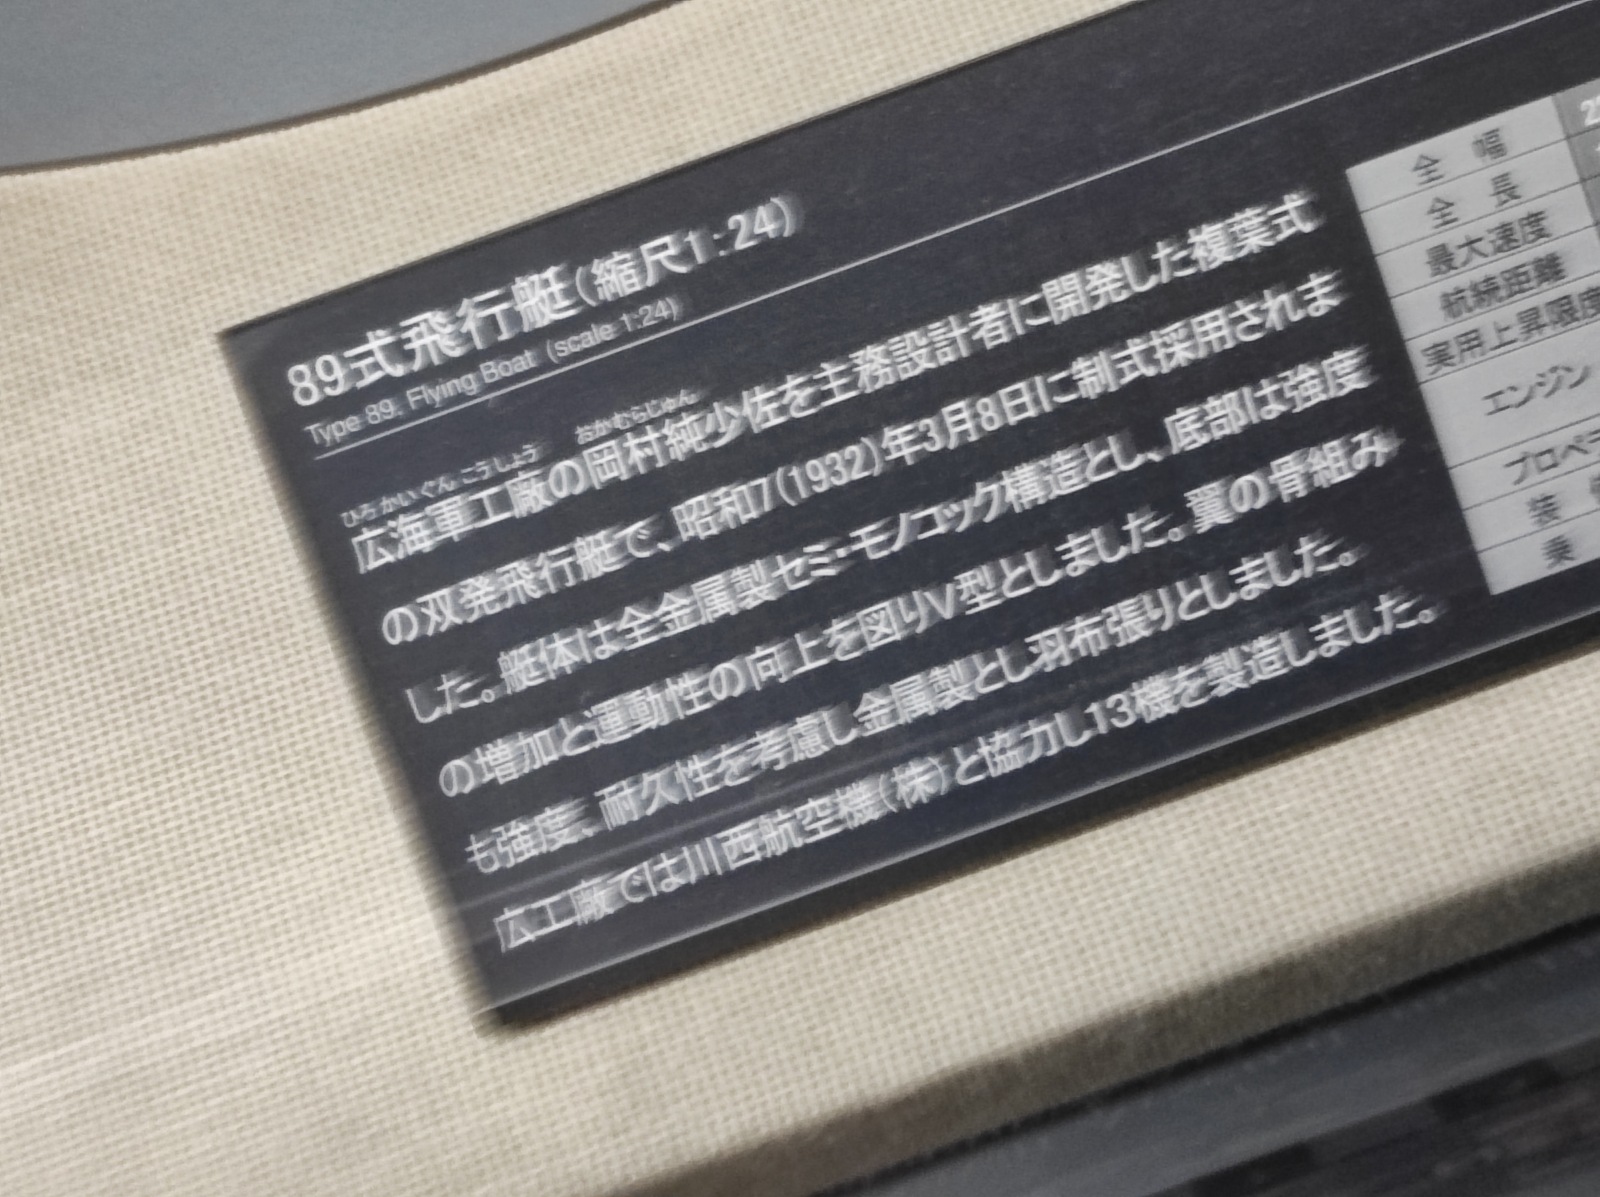 89式飛行艇（縮尺1：24）
Type 89. Flying Boat (scale 1:24)
ひろ かいぐん こうしょう おかむらじゅん
広海軍工廠の岡村純少佐を主務設計者に開発した複葉式
の双発飛行艇で、昭和7（1932）年3月8日に制式採用されま
した。艇体は全金属製セミ・モノコック構造とし、底部は強度
の増加と運動性の向上を図りV型としました。翼の骨組み
も強度、耐久性を考慮し金属製とし羽布張りとしました。
広工廠では川西航空機（株）と協力し13機を製造しました。
全 幅
全 長
最大速度
航続距離
実用上昇限度
エンジン
プロペラ
装
乗